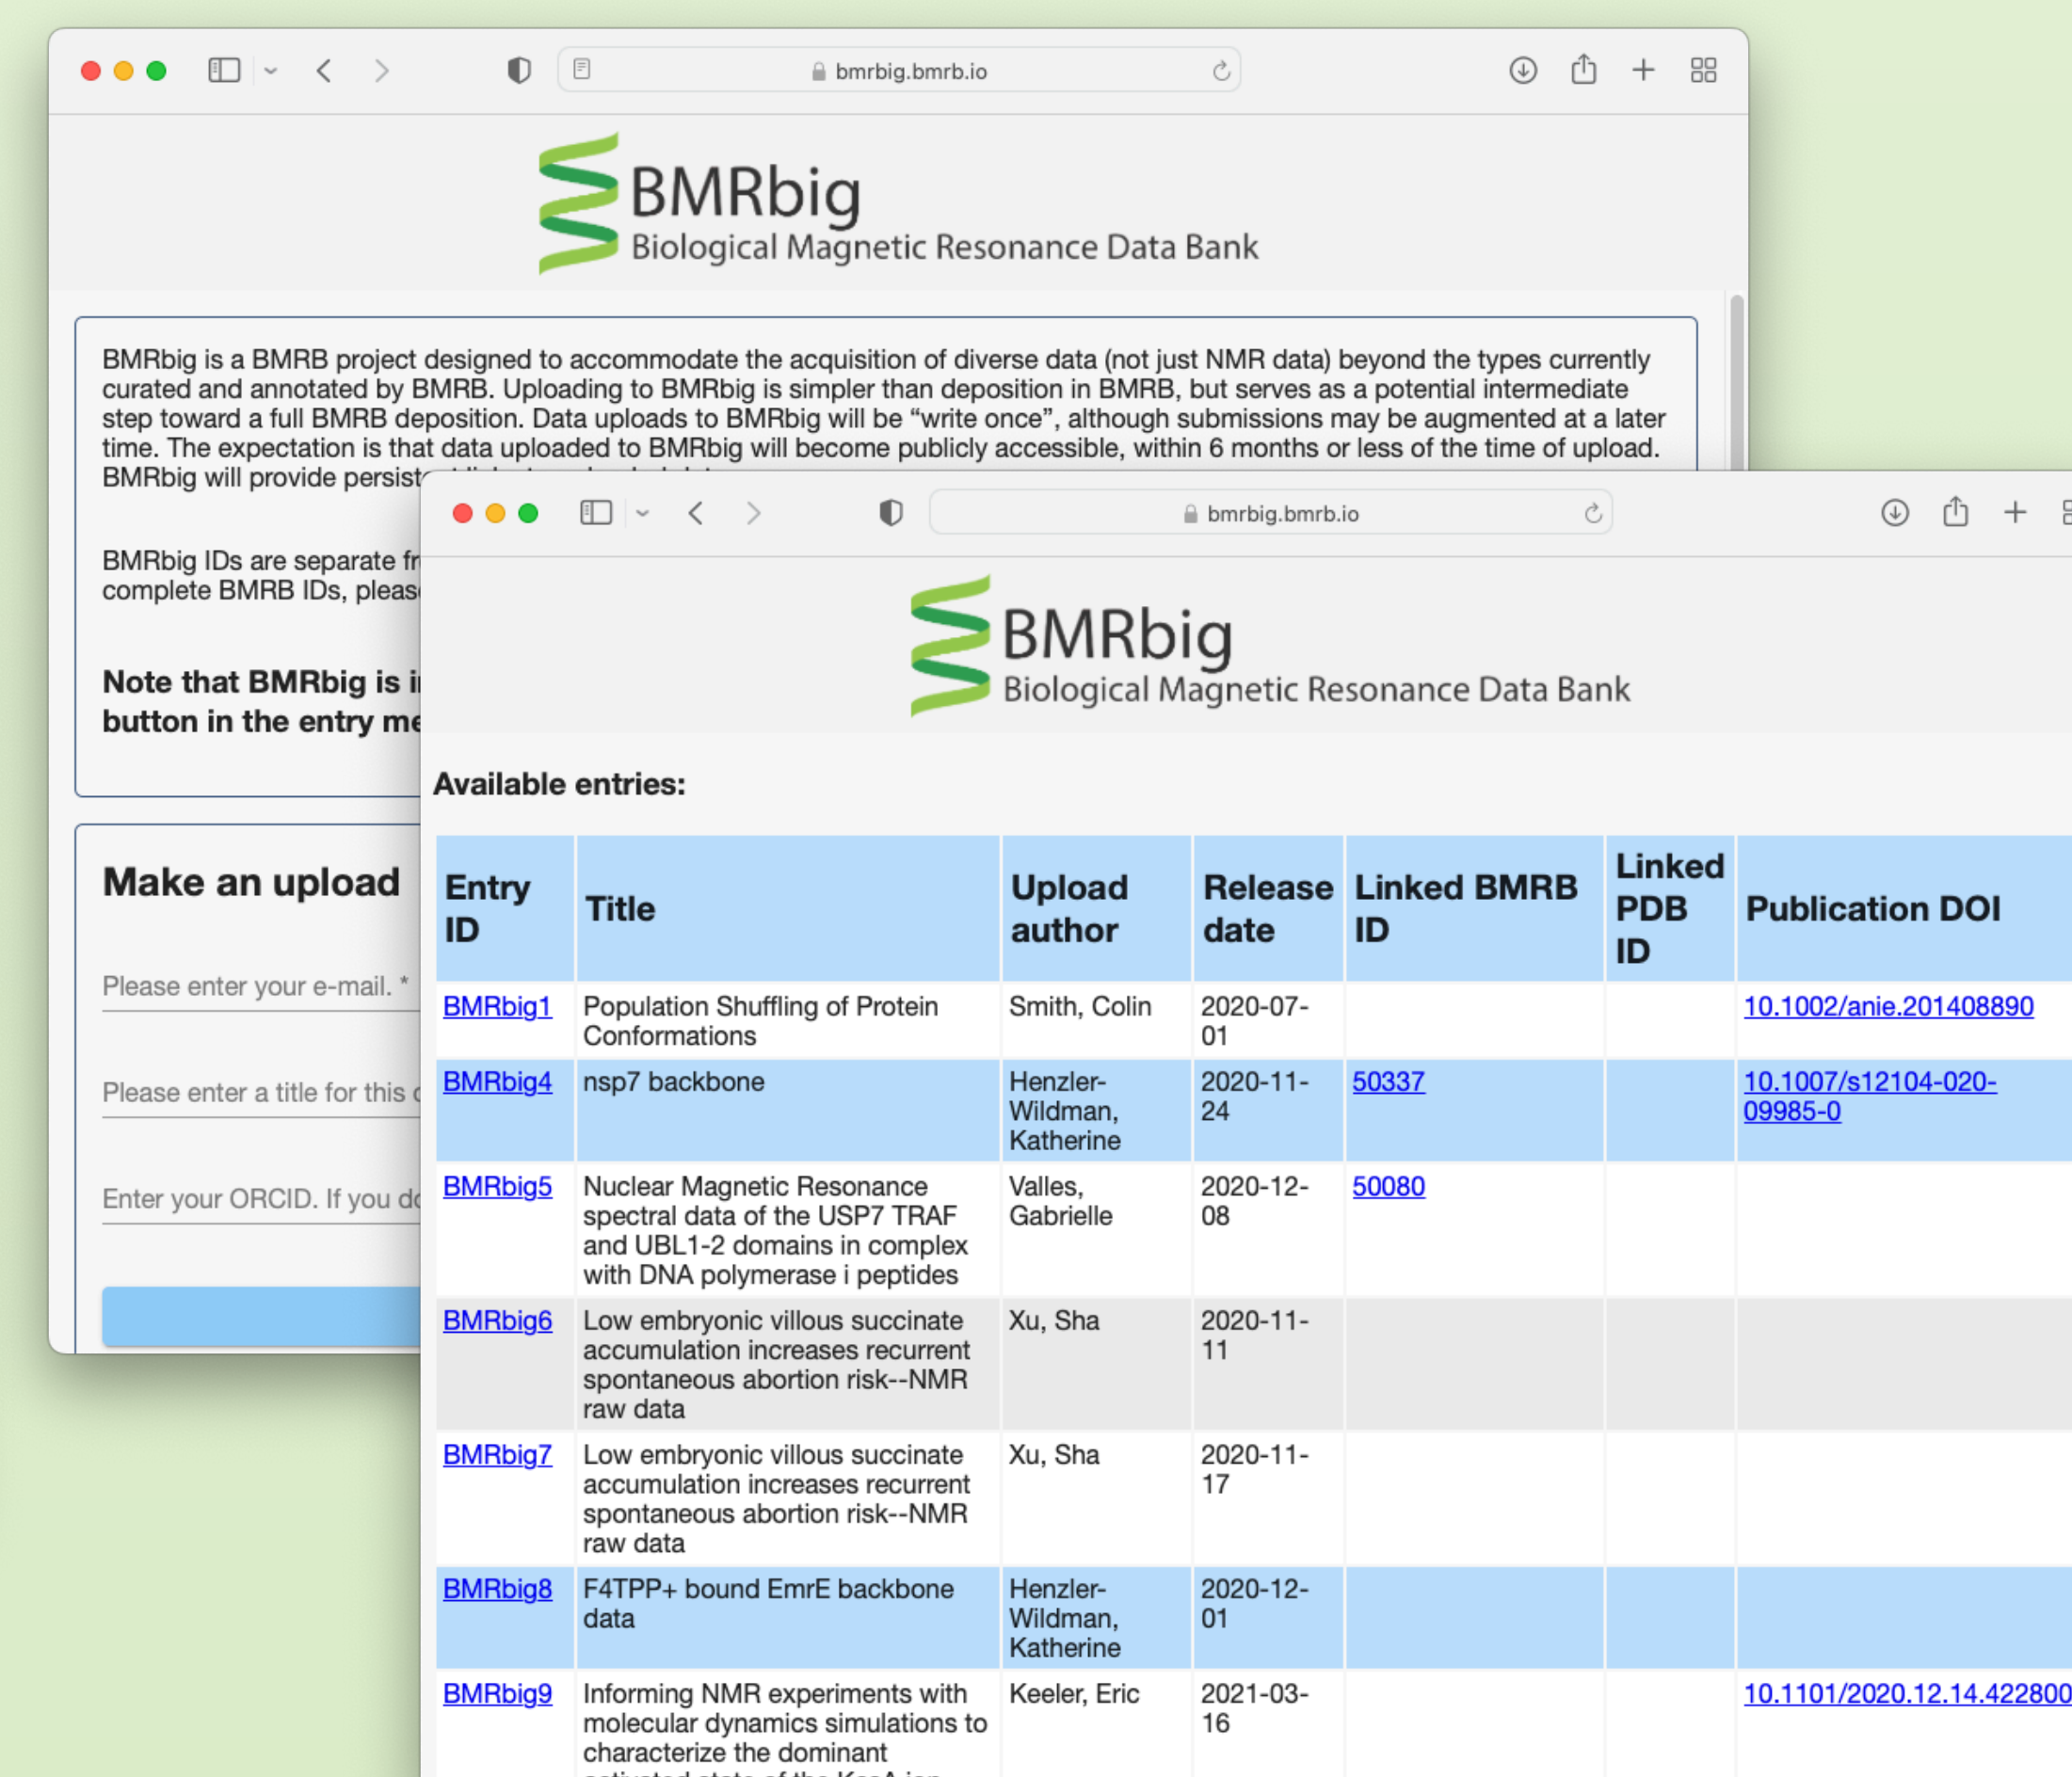 bmrbig.bmrb.io
BMRbig
Biological Magnetic Resonance Data Bank
BMRbig is a BMRB project designed to accommodate the acquisition of diverse data (not just NMR data) beyond the types currently
curated and annotated by BMRB. Uploading to BMRbig is simpler than deposition in BMRB, but serves as a potential intermediate
step toward a full BMRB deposition. Data uploads to BMRbig will be “write once”, although submissions may be augmented at a later
time. The expectation is that data uploaded to BMRbig will become publicly accessible, within 6 months or less of the time of upload.
BMRbig will provide
BMRbig IDs are separate
complete BMRB IDs,
Note that BMRbig is
button in the entry
Make an upload
Please enter your e-mail. *
Please enter a title for this
Enter your ORCID. If you
bmrbig.bmrb.io
BMRbig
Biological Magnetic Resonance Data Bank
Available entries:
Entry ID Title Upload author Release date Linked BMRB ID Linked PDB ID Publication DOI
BMRbig1 Population Shuffling of Protein Conformations Smith, Colin 2020-07-01 10.1002/anie.201408890
BMRbig4 nsp7 backbone Henzler-Wildman, Katherine 2020-11-24 50337 10.1007/s12104-020-09985-0
BMRbig5 Nuclear Magnetic Resonance spectral data of the USP7 TRAF and UBL1-2 domains in complex with DNA polymerase i peptides Valles, Gabrielle 2020-12-08 50080
BMRbig6 Low embryonic villous succinate accumulation increases recurrent spontaneous abortion risk--NMR raw data Xu, Sha 2020-11-11
BMRbig7 Low embryonic villous succinate accumulation increases recurrent spontaneous abortion risk--NMR raw data Xu, Sha 2020-11-17
BMRbig8 F4TPP+ bound EmrE backbone data Henzler-Wildman, Katherine 2020-12-01
BMRbig9 Informing NMR experiments with molecular dynamics simulations to characterize the dominant Keeler, Eric 2021-03-16 10.1101/2020.12.14.422800